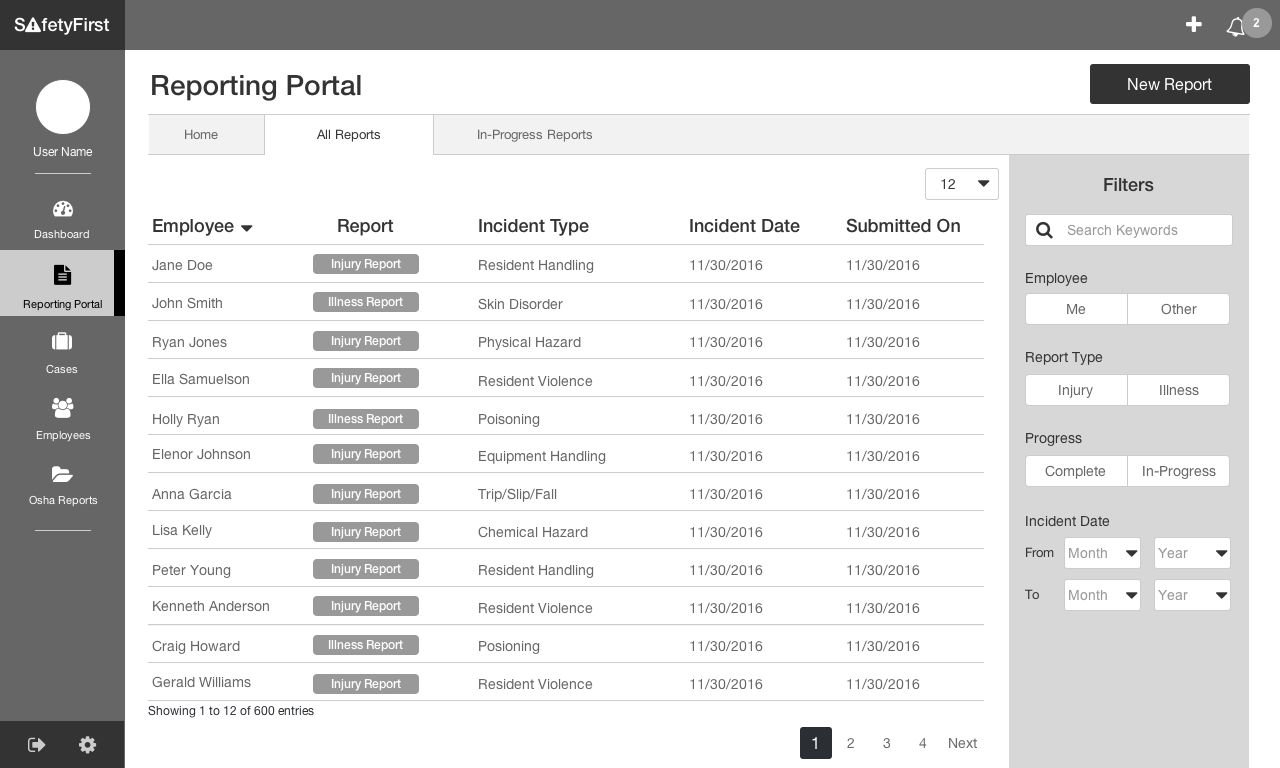 S⚠fetyFirst
2
User Name
Dashboard
Reporting Portal
Cases
Employees
Osha Reports
Reporting Portal
New Report
Home All Reports In-Progress Reports
12
Employee Report Incident Type Incident Date Submitted On
Jane Doe Injury Report Resident Handling 11/30/2016 11/30/2016
John Smith Illness Report Skin Disorder 11/30/2016 11/30/2016
Ryan Jones Injury Report Physical Hazard 11/30/2016 11/30/2016
Ella Samuelson Injury Report Resident Violence 11/30/2016 11/30/2016
Holly Ryan Illness Report Poisoning 11/30/2016 11/30/2016
Elenor Johnson Injury Report Equipment Handling 11/30/2016 11/30/2016
Anna Garcia Injury Report Trip/Slip/Fall 11/30/2016 11/30/2016
Lisa Kelly Injury Report Chemical Hazard 11/30/2016 11/30/2016
Peter Young Injury Report Resident Handling 11/30/2016 11/30/2016
Kenneth Anderson Injury Report Resident Violence 11/30/2016 11/30/2016
Craig Howard Illness Report Posioning 11/30/2016 11/30/2016
Gerald Williams Injury Report Resident Violence 11/30/2016 11/30/2016
Showing 1 to 12 of 600 entries
1 2 3 4 Next
Filters
Search Keywords
Employee
Me Other
Report Type
Injury Illness
Progress
Complete In-Progress
Incident Date
From Month Year
To Month Year